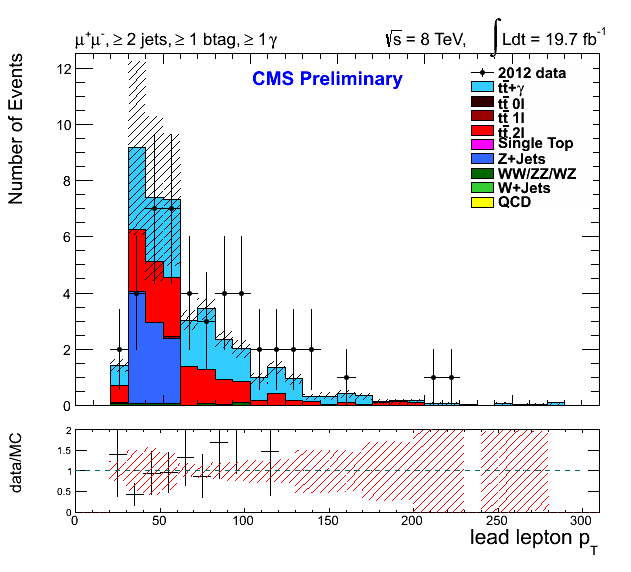 μ⁺μ⁻, ≥ 2 jets, ≥ 1 btag, ≥ 1 γ
√s = 8 TeV, ∫ Ldt = 19.7 fb⁻¹
CMS Preliminary
2012 data
tt̄+γ
tt̄ 0l
tt̄ 1l
tt̄ 2l
Single Top
Z+Jets
WW/ZZ/WZ
W+Jets
QCD
Number of Events
12
10
8
6
4
2
0
data/MC
2
1.5
1
0.5
0
0 50 100 150 200 250 300
lead lepton p_T